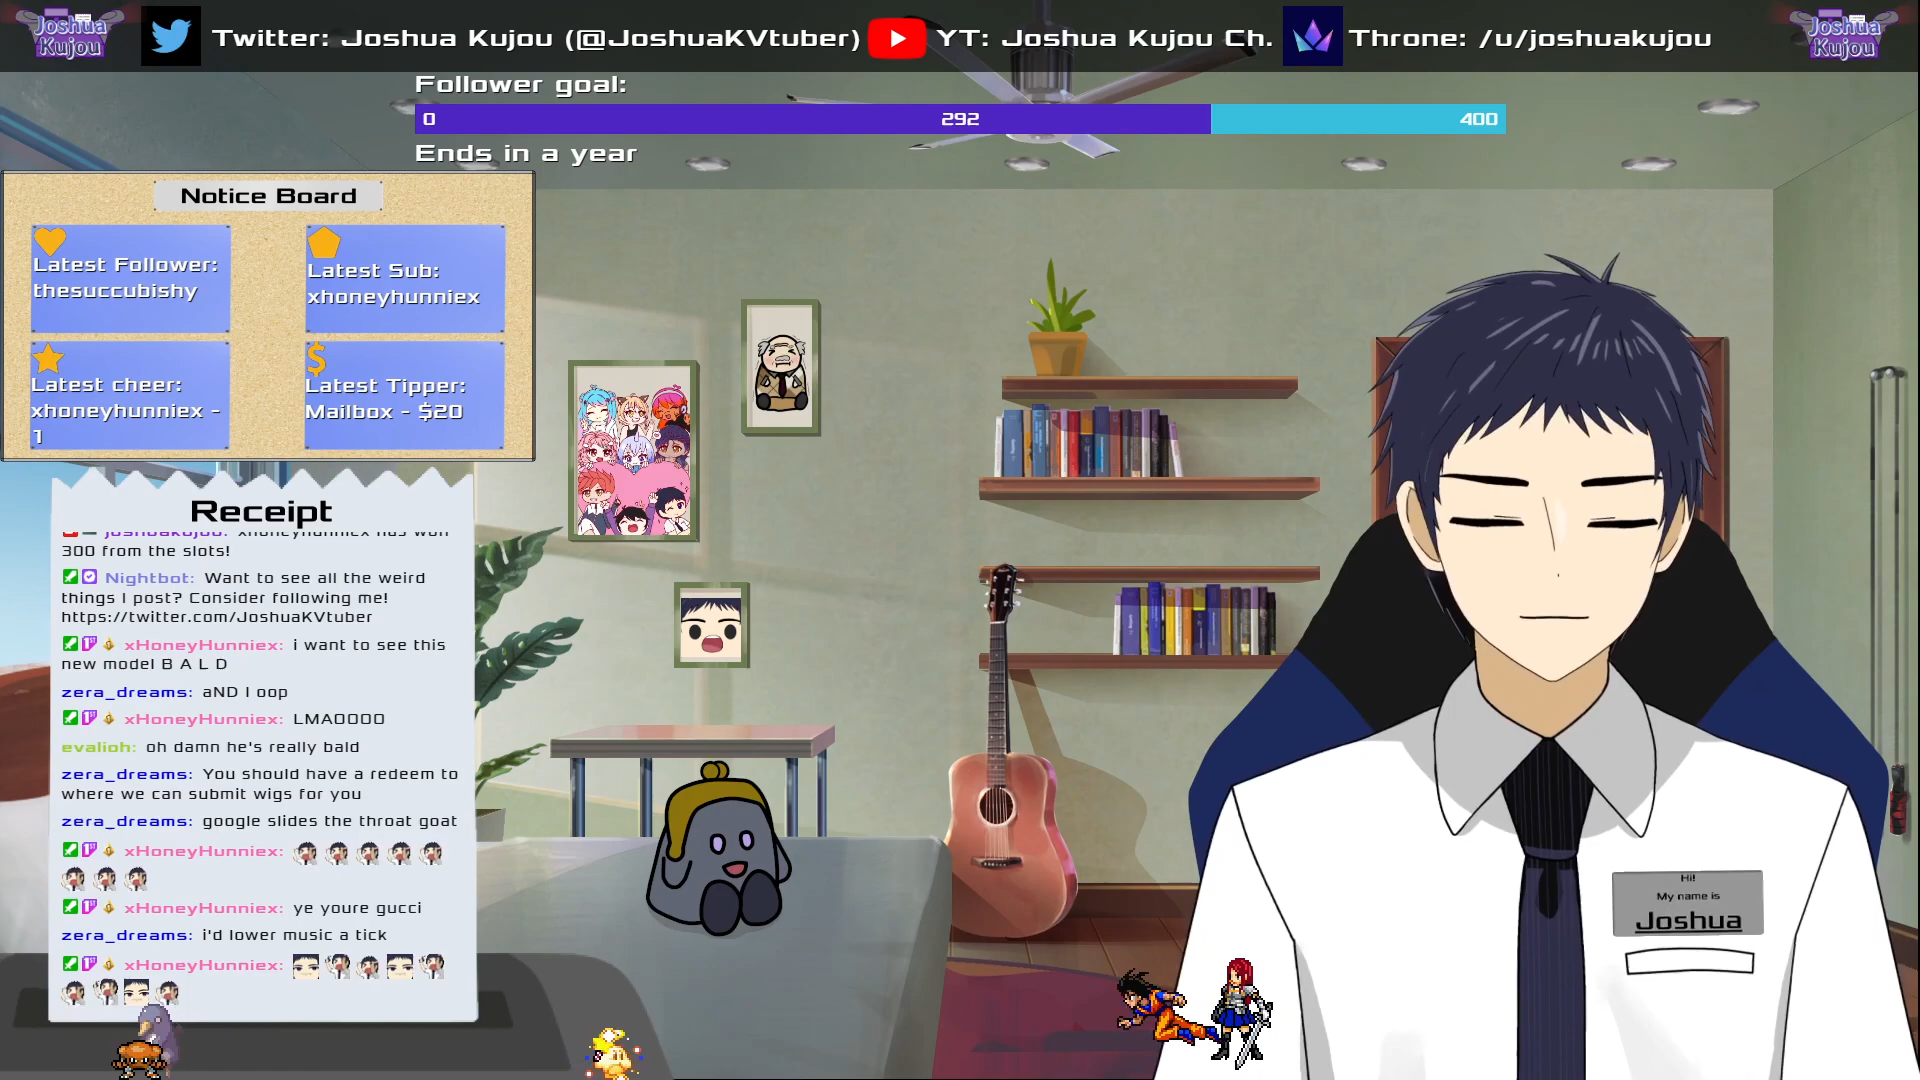 Joshua
Kujou
Twitter: Joshua Kujou (@JoshuaKVtuber)
YT: Joshua Kujou Ch.
Throne: /u/joshuakujou
Joshua
Kujou
Follower goal:
0
292
400
Ends in a year
Notice Board
Latest Follower:
thesuccubishy
Latest Sub:
xhoneyhunniex
Latest cheer:
xhoneyhunniex -
1
Latest Tipper:
Mailbox - $20
Receipt
joshuakujou: xHoneyHunniex has won
300 from the slots!
Nightbot: Want to see all the weird
things I post? Consider following me!
https://twitter.com/JoshuaKVtuber
xHoneyHunniex: i want to see this
new model B A L D
zera_dreams: aND I oop
xHoneyHunniex: LMAOOOO
evalioh: oh damn he's really bald
zera_dreams: You should have a redeem to
where we can submit wigs for you
zera_dreams: google slides the throat goat
xHoneyHunniex:
xHoneyHunniex: ye youre gucci
zera_dreams: i'd lower music a tick
xHoneyHunniex:
Hi!
My name is
Joshua